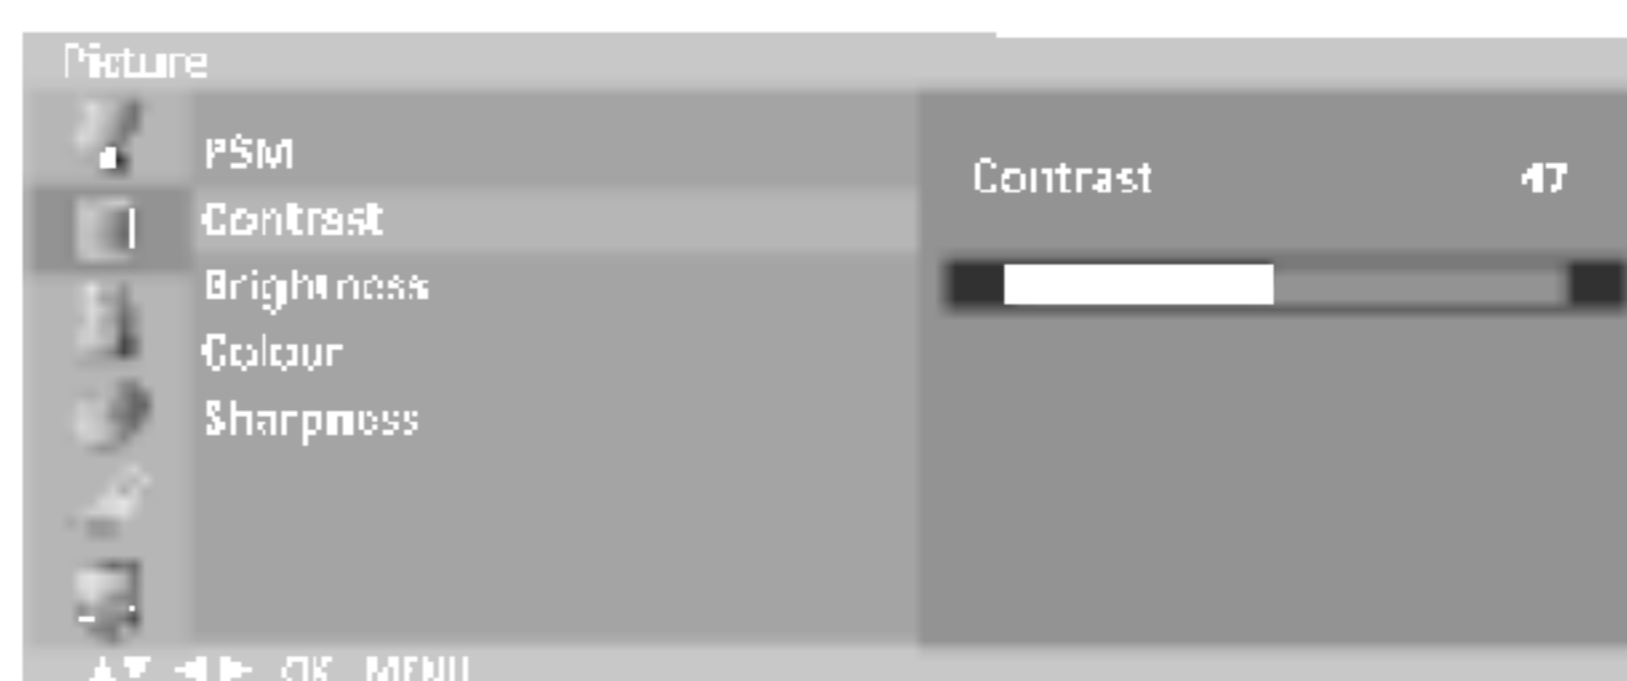 Picture
PSM
Contrast
Brightness
Colour
Sharpness
Contrast 47
▲▼ ◀▶ OK MENU